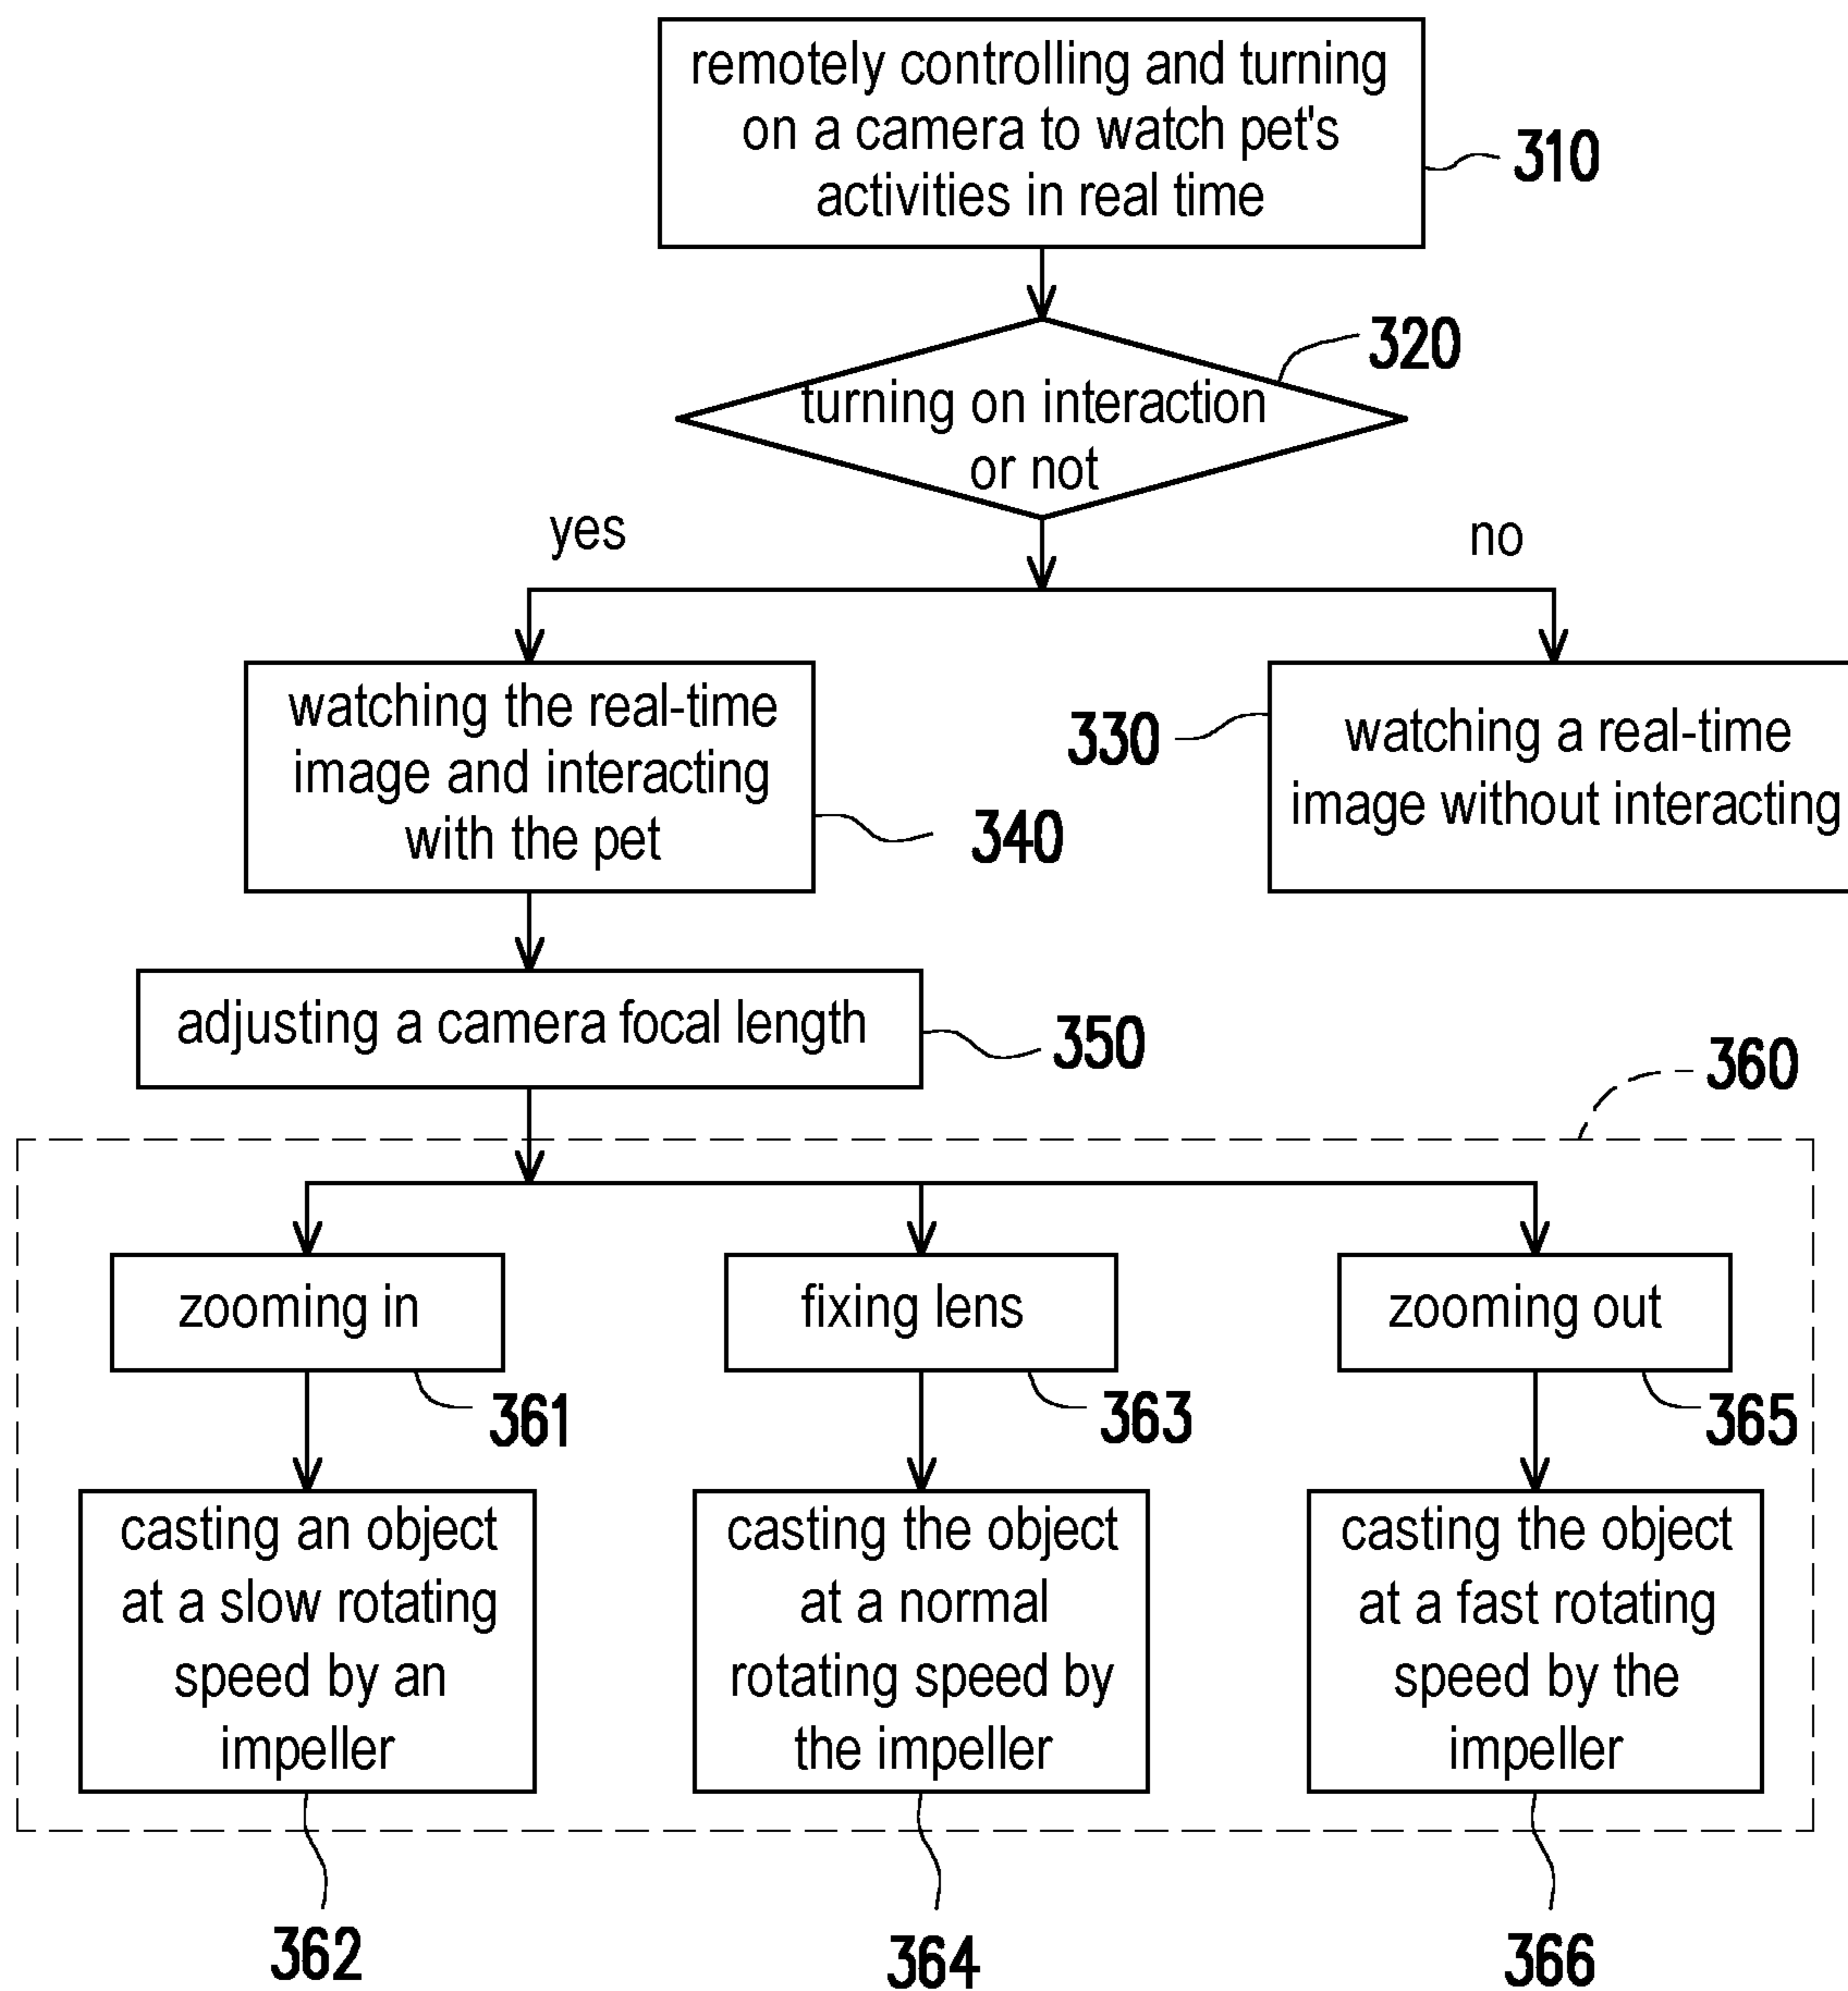 remotely controlling and turning
on a camera to watch pet's
activities in real time
310
320
turning on interaction
or not
yes
no
watching the real-time
image and interacting
with the pet
340
330
watching a real-time
image without interacting
adjusting a camera focal length
350
360
zooming in
361
fixing lens
363
zooming out
365
casting an object
at a slow rotating
speed by an
impeller
362
casting the object
at a normal
rotating speed by
the impeller
364
casting the object
at a fast rotating
speed by the
impeller
366